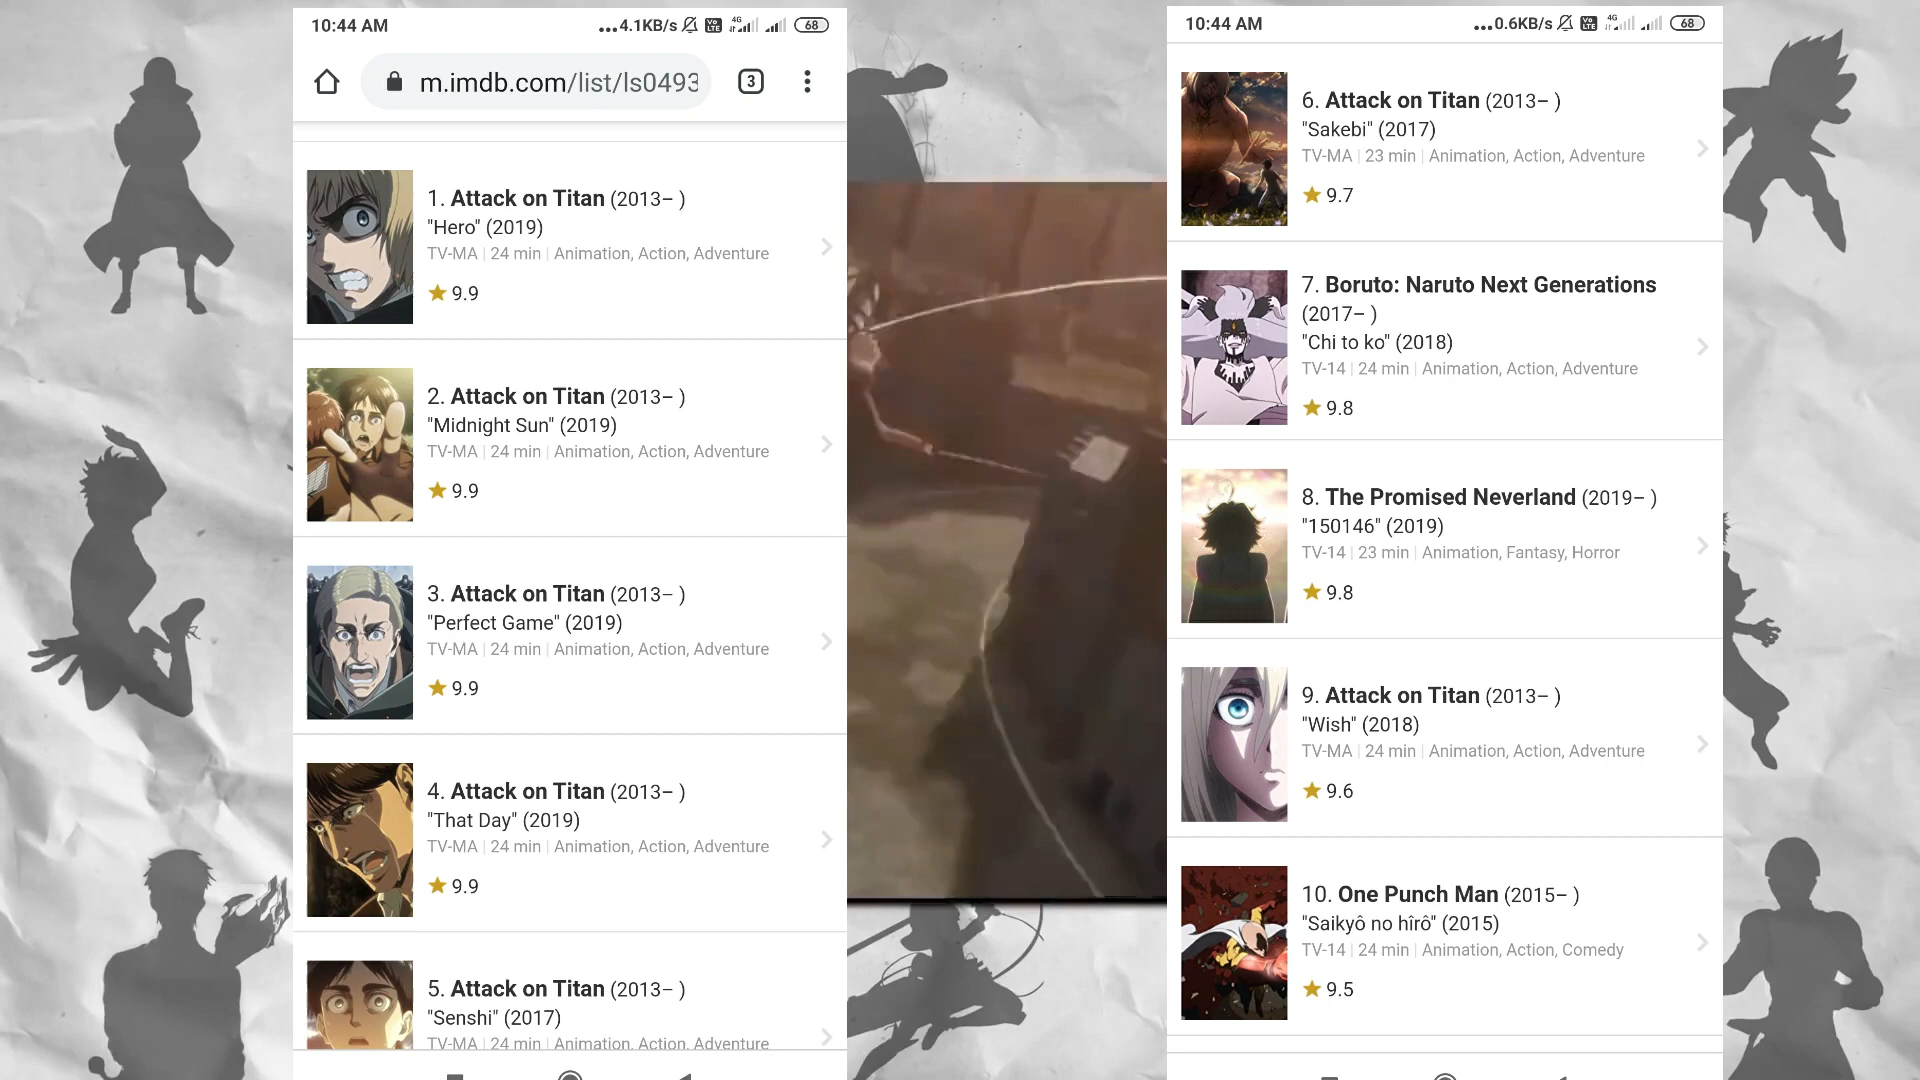 10:44 AM
...4.1KB/s
Vo LTE
4G
68
m.imdb.com/list/ls0493
3
1. Attack on Titan (2013– )
"Hero" (2019)
TV-MA | 24 min | Animation, Action, Adventure
9.9
2. Attack on Titan (2013– )
"Midnight Sun" (2019)
TV-MA | 24 min | Animation, Action, Adventure
9.9
3. Attack on Titan (2013– )
"Perfect Game" (2019)
TV-MA | 24 min | Animation, Action, Adventure
9.9
4. Attack on Titan (2013– )
"That Day" (2019)
TV-MA | 24 min | Animation, Action, Adventure
9.9
5. Attack on Titan (2013– )
"Senshi" (2017)
TV-MA | 24 min | Animation, Action, Adventure
10:44 AM
...0.6KB/s
Vo LTE
4G
68
6. Attack on Titan (2013– )
"Sakebi" (2017)
TV-MA | 23 min | Animation, Action, Adventure
9.7
7. Boruto: Naruto Next Generations
(2017– )
"Chi to ko" (2018)
TV-14 | 24 min | Animation, Action, Adventure
9.8
8. The Promised Neverland (2019– )
"150146" (2019)
TV-14 | 23 min | Animation, Fantasy, Horror
9.8
9. Attack on Titan (2013– )
"Wish" (2018)
TV-MA | 24 min | Animation, Action, Adventure
9.6
10. One Punch Man (2015– )
"Saikyô no hîrô" (2015)
TV-14 | 24 min | Animation, Action, Comedy
9.5